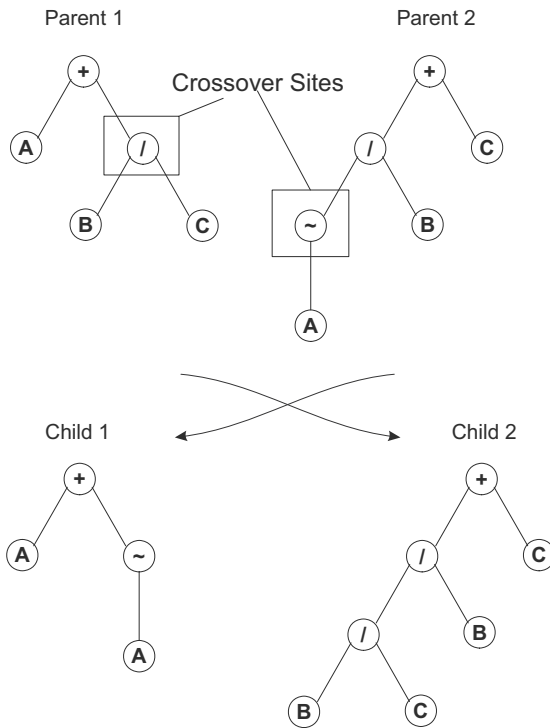 Parent 1 Parent 2
+ +
Crossover Sites
A / / C
B C ~ B
A
Child 1 Child 2
+ +
A ~ / C
/ B
A
B C